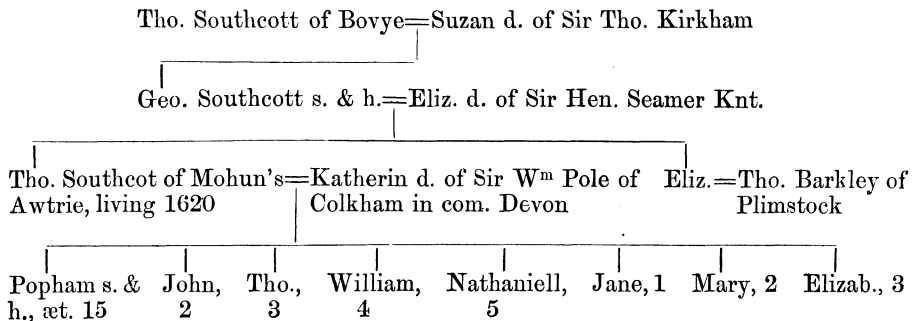 Tho. Southcott of Bovye=Suzan d. of Sir Tho. Kirkham
Geo. Southcott s. & h.=Eliz. d. of Sir Hen. Seamer Knt.
Tho. Southcot of Mohun's=Katherin d. of Sir Wᵐ Pole of Eliz.=Tho. Barkley of
Awtrie, living 1620 Colkham in com. Devon Plimstock
Popham s. & John, Tho., William, Nathaniell, Jane, 1 Mary, 2 Elizab., 3
h., æt. 15 2 3 4 5